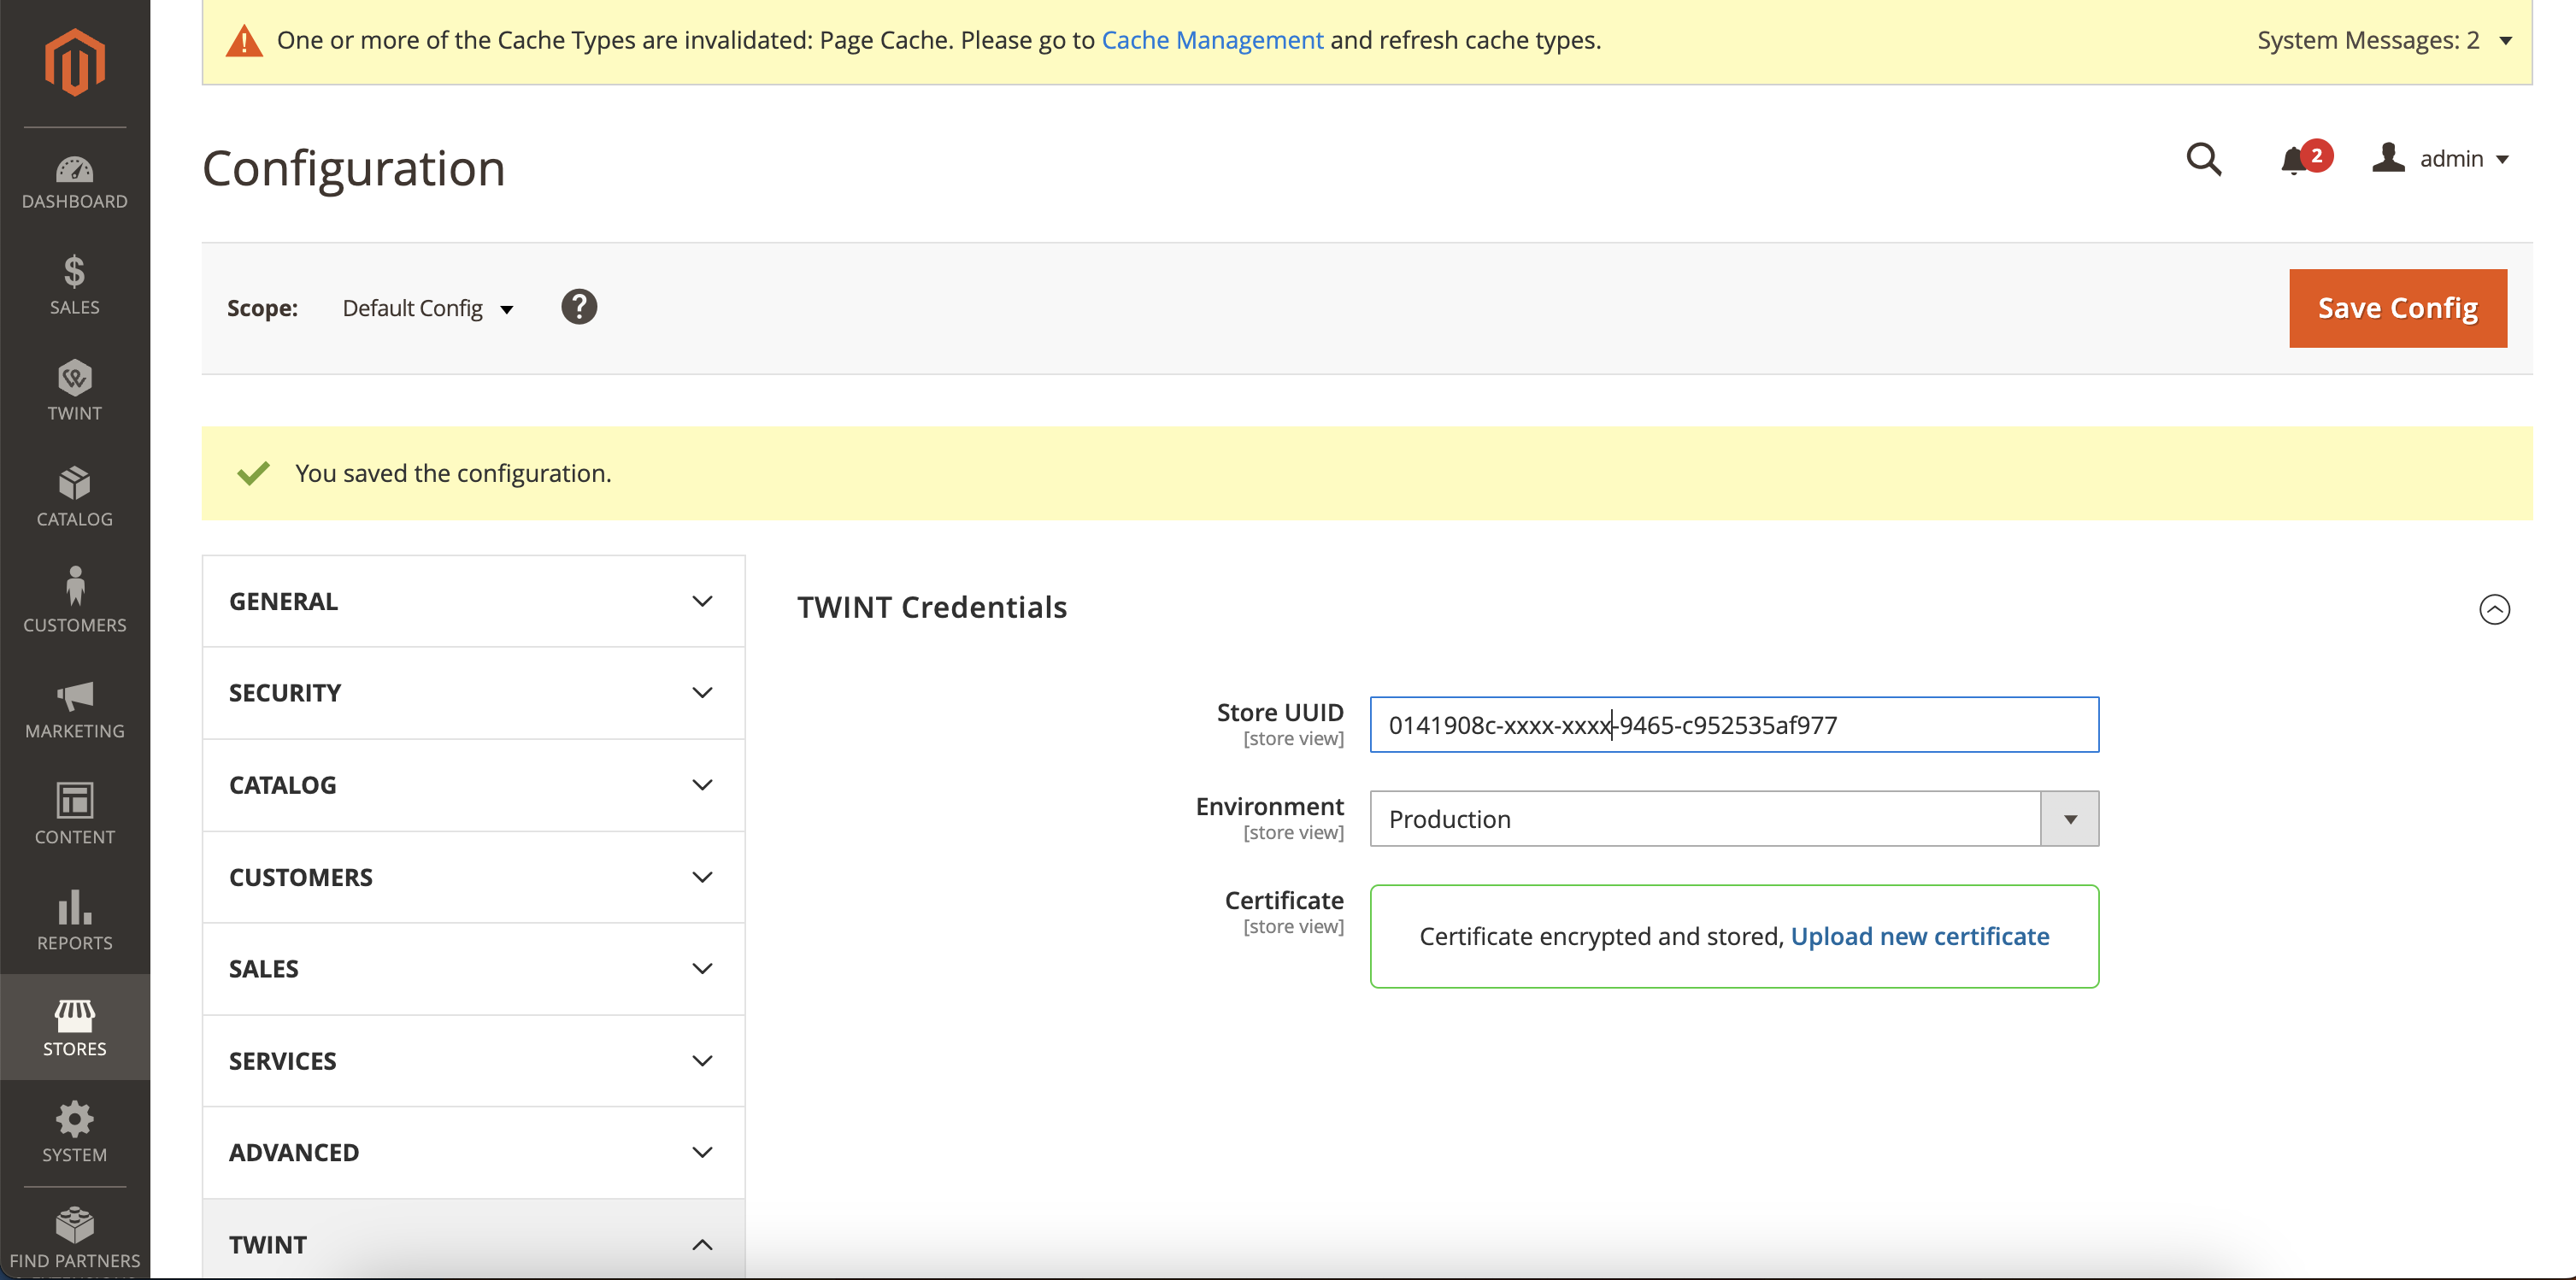 One or more of the Cache Types are invalidated: Page Cache. Please go to Cache Management and refresh cache types.
System Messages: 2
Configuration
2
admin
Scope:
Default Config
?
Save Config
You saved the configuration.
DASHBOARD
SALES
TWINT
CATALOG
CUSTOMERS
MARKETING
CONTENT
REPORTS
STORES
SYSTEM
FIND PARTNERS
GENERAL
SECURITY
CATALOG
CUSTOMERS
SALES
SERVICES
ADVANCED
TWINT
TWINT Credentials
Store UUID
[store view]
0141908c-xxxx-xxxx-9465-c952535af977
Environment
[store view]
Production
Certificate
[store view]
Certificate encrypted and stored, Upload new certificate